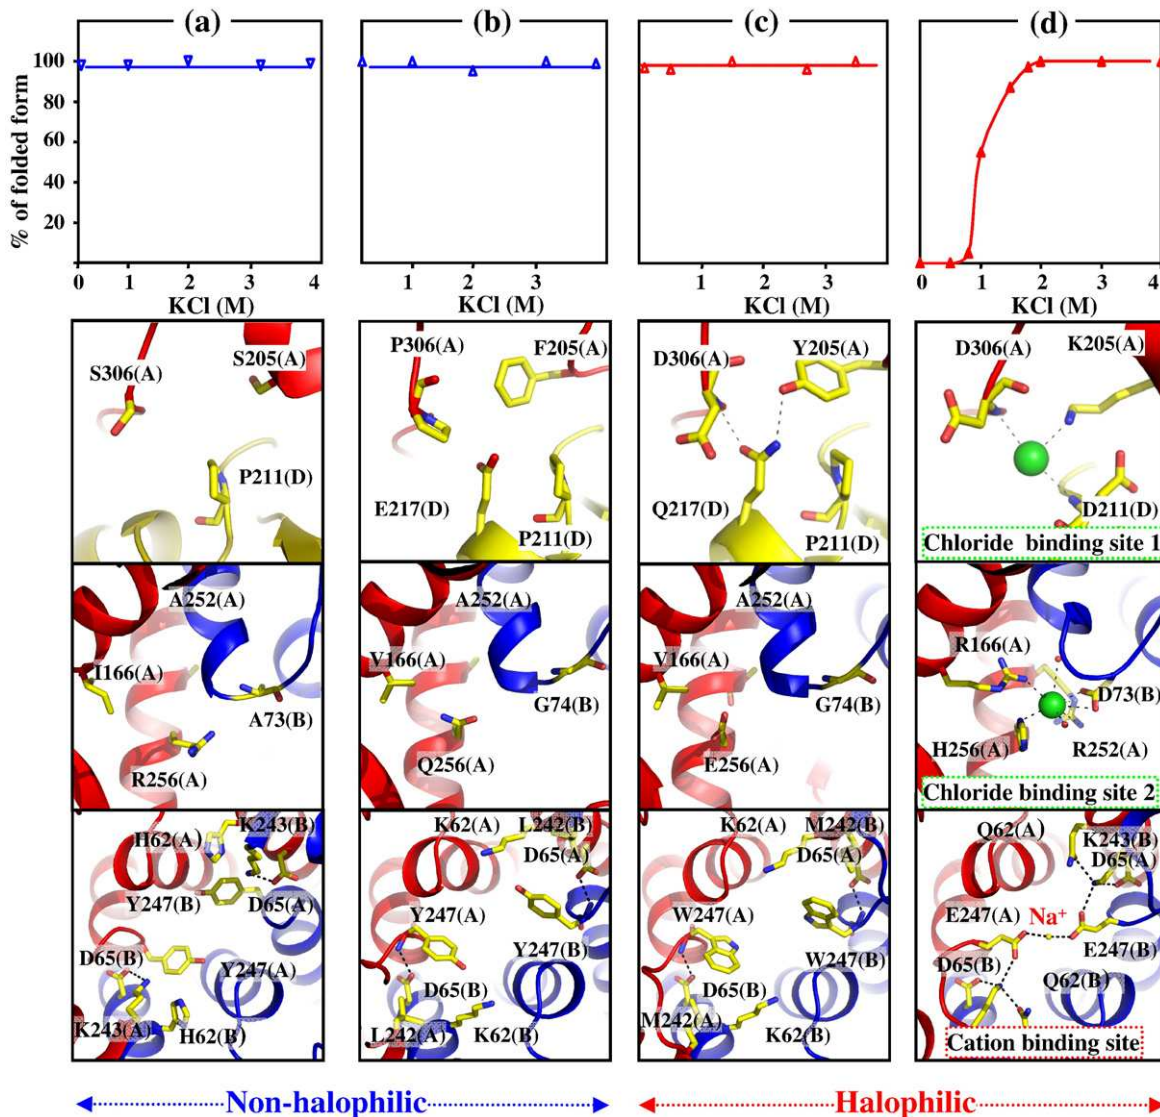 (a)
(b)
(c)
(d)
% of folded form
100
80
60
40
20
0 1 2 3 4
KCl (M)
1 2 3
KCl (M)
0 1 2 3
KCl (M)
0 1 2 3 4
KCl (M)
S306(A)
S205(A)
P211(D)
P306(A)
F205(A)
E217(D)
P211(D)
D306(A)
Y205(A)
Q217(D)
P211(D)
D306(A)
K205(A)
D211(D)
Chloride binding site 1
A252(A)
I166(A)
A73(B)
R256(A)
A252(A)
V166(A)
G74(B)
Q256(A)
A252(A)
V166(A)
G74(B)
E256(A)
R166(A)
D73(B)
H256(A)
R252(A)
Chloride binding site 2
K243(B)
H62(A)
Y247(B)
D65(A)
D65(B)
Y247(A)
K243(A)
H62(B)
K62(A)
L242(B)
D65(A)
Y247(A)
Y247(B)
D65(B)
L242(A)
K62(B)
K62(A)
M242(B)
D65(A)
W247(A)
W247(B)
D65(B)
M242(A)
K62(B)
Q62(A)
K243(B)
D65(A)
E247(A)
Na⁺
E247(B)
D65(B)
Q62(B)
Cation binding site
Non-halophilic
Halophilic